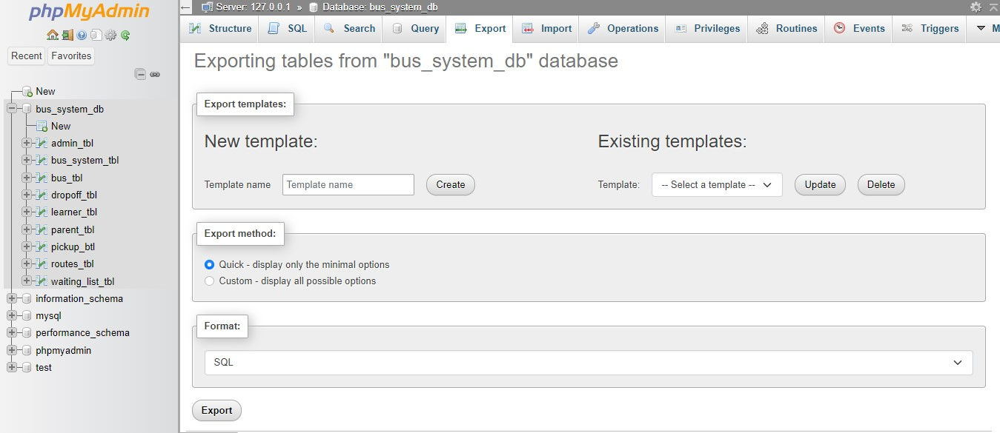 phpMyAdmin
Recent Favorites
New
bus_system_db
New
admin_tbl
bus_system_tbl
bus_tbl
dropoff_tbl
learner_tbl
parent_tbl
pickup_btl
routes_tbl
waiting_list_tbl
information_schema
mysql
performance_schema
phpmyadmin
test
Server: 127.0.0.1 » Database: bus_system_db
Structure SQL Search Query Export Import Operations Privileges Routines Events Triggers M
Exporting tables from "bus_system_db" database
Export templates:
New template:
Template name Template name Create
Existing templates:
Template: -- Select a template -- Update Delete
Export method:
Quick - display only the minimal options
Custom - display all possible options
Format:
SQL
Export